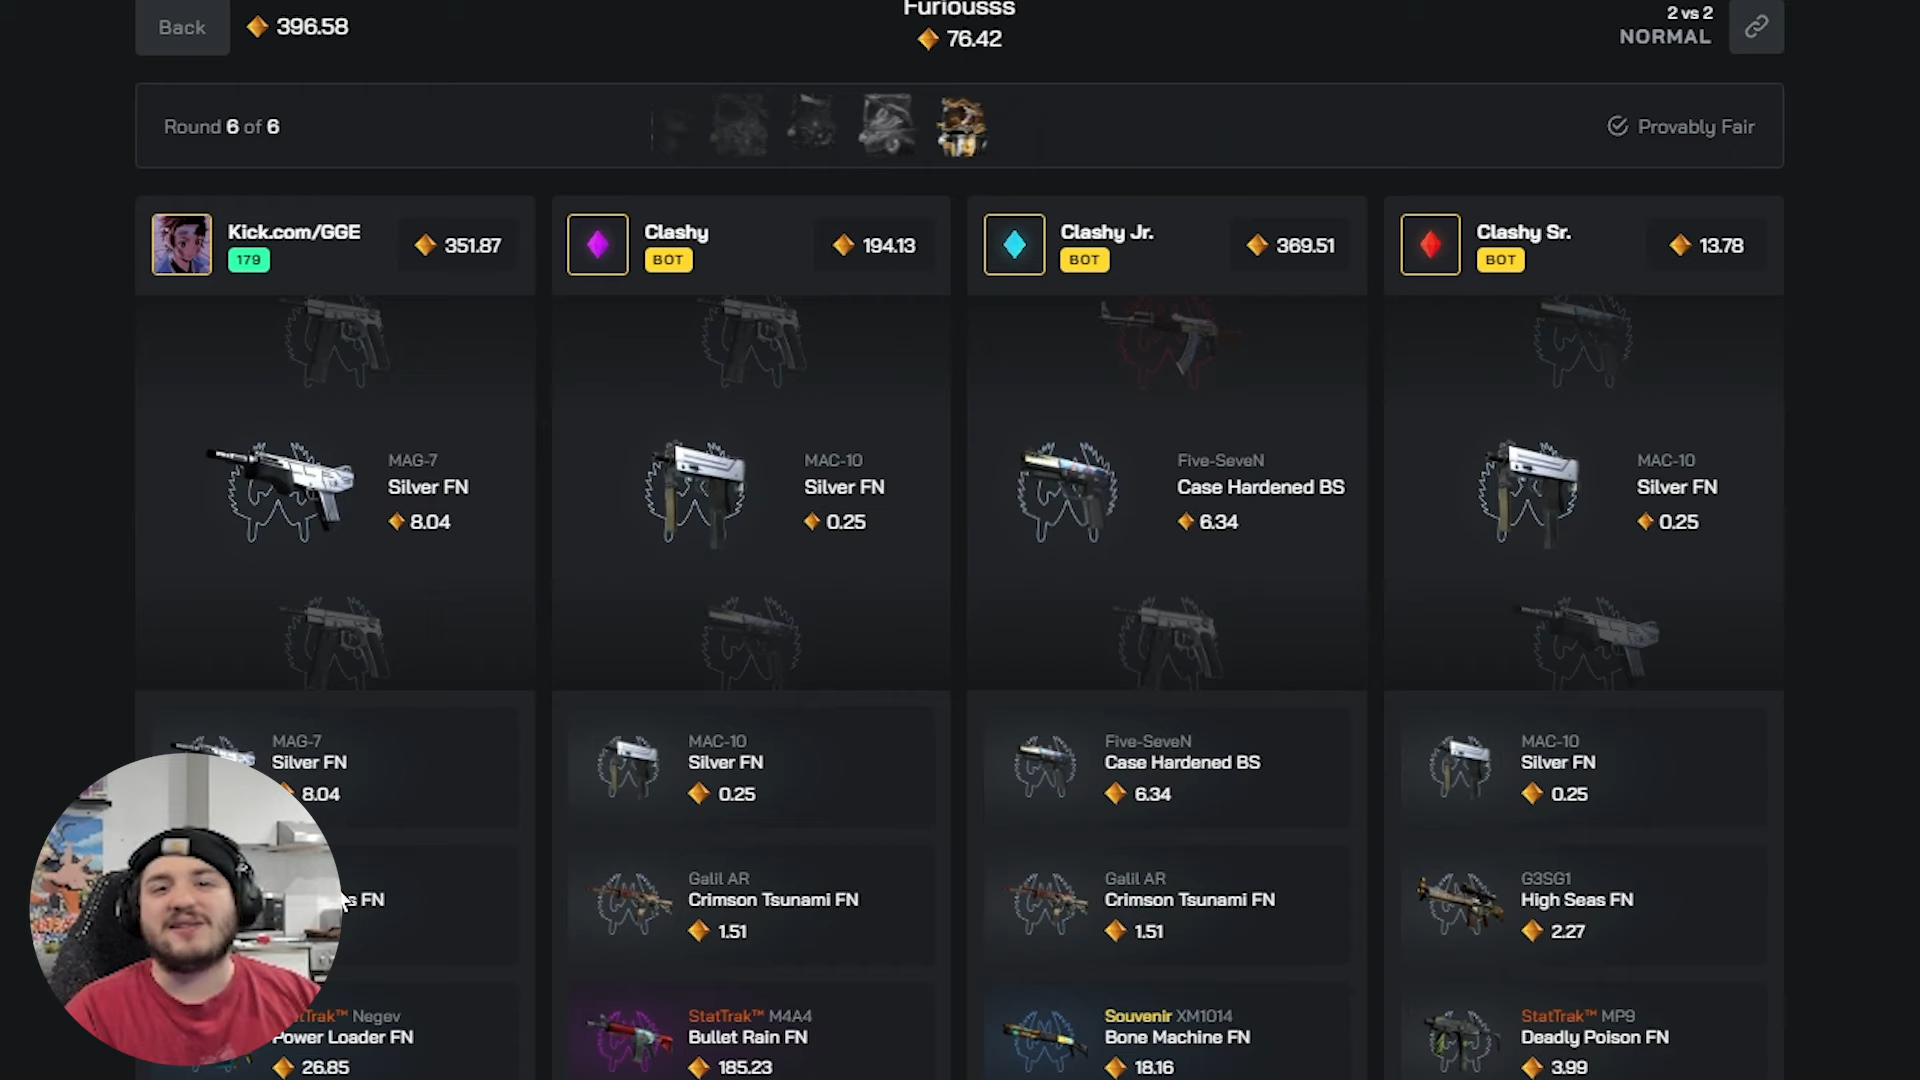 Back
396.58
Furiousss
76.42
2 vs 2
NORMAL
Round 6 of 6
Provably Fair
Kick.com/GGE
179
351.87
Clashy
BOT
194.13
Clashy Jr.
BOT
369.51
Clashy Sr.
BOT
13.78
MAG-7
Silver FN
8.04
MAC-10
Silver FN
0.25
Five-SeveN
Case Hardened BS
6.34
MAC-10
Silver FN
0.25
MAG-7
Silver FN
8.04
FN
Negev
Power Loader FN
26.85
MAC-10
Silver FN
0.25
Galil AR
Crimson Tsunami FN
1.51
StatTrak™ M4A4
Bullet Rain FN
185.23
Five-SeveN
Case Hardened BS
6.34
Galil AR
Crimson Tsunami FN
1.51
Souvenir XM1014
Bone Machine FN
18.16
MAC-10
Silver FN
0.25
G3SG1
High Seas FN
2.27
StatTrak™ MP9
Deadly Poison FN
3.99